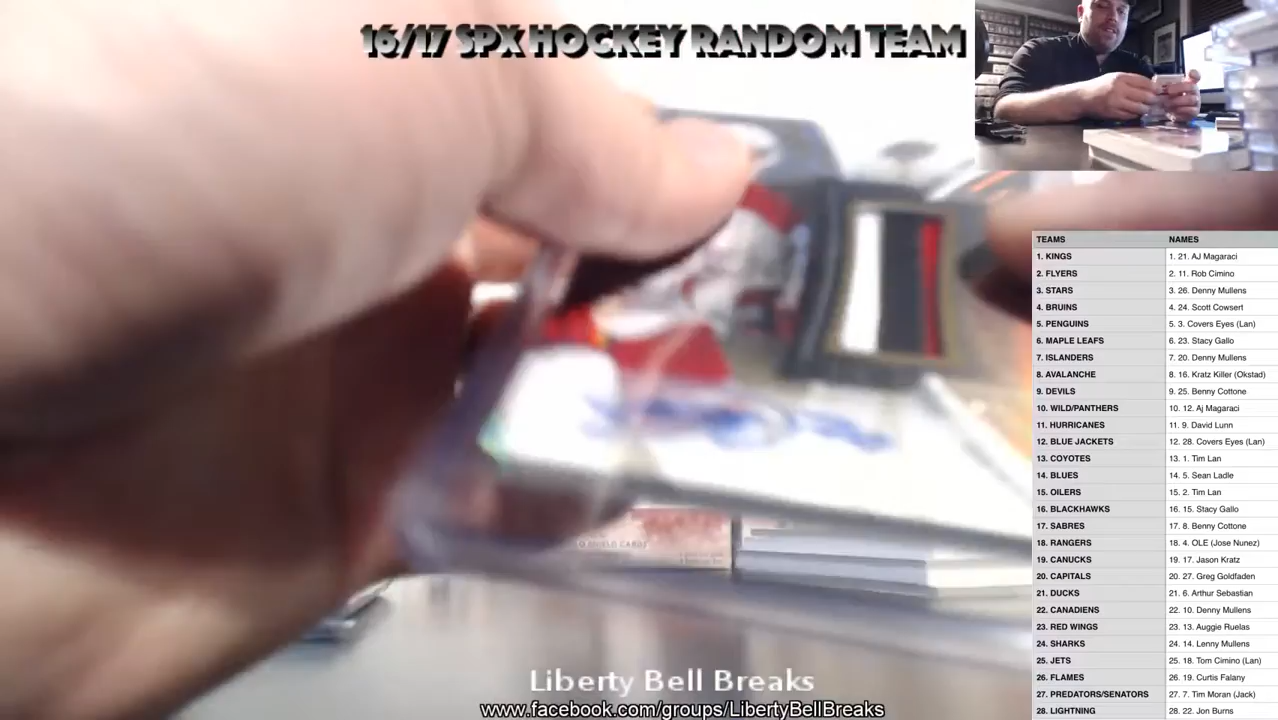 16/17 SPX HOCKEY RANDOM TEAM
TEAMS NAMES
1. KINGS 1. 21. AJ Magaraci
2. FLYERS 2. 11. Rob Cimino
3. STARS 3. 26. Denny Mullens
4. BRUINS 4. 24. Scott Cowsert
5. PENGUINS 5. 3. Covers Eyes (Lan)
6. MAPLE LEAFS 6. 23. Stacy Gallo
7. ISLANDERS 7. 20. Denny Mullens
8. AVALANCHE 8. 16. Kratz Killer (Okstad)
9. DEVILS 9. 25. Benny Cottone
10. WILD/PANTHERS 10. 12. Aj Magaraci
11. HURRICANES 11. 9. David Lunn
12. BLUE JACKETS 12. 28. Covers Eyes (Lan)
13. COYOTES 13. 1. Tim Lan
14. BLUES 14. 5. Sean Ladle
15. OILERS 15. 2. Tim Lan
16. BLACKHAWKS 16. 15. Stacy Gallo
17. SABRES 17. 8. Benny Cottone
18. RANGERS 18. 4. OLE (Jose Nunez)
19. CANUCKS 19. 17. Jason Kratz
20. CAPITALS 20. 27. Greg Goldfaden
21. DUCKS 21. 6. Arthur Sebastian
22. CANADIENS 22. 10. Denny Mullens
23. RED WINGS 23. 13. Auggie Ruelas
24. SHARKS 24. 14. Lenny Mullens
25. JETS 25. 18. Tom Cimino (Lan)
26. FLAMES 26. 19. Curtis Falany
27. PREDATORS/SENATORS 27. 7. Tim Moran (Jack)
28. LIGHTNING 28. 22. Jon Burns
SHIELD CARDS
Liberty Bell Breaks
www.facebook.com/groups/LibertyBellBreaks